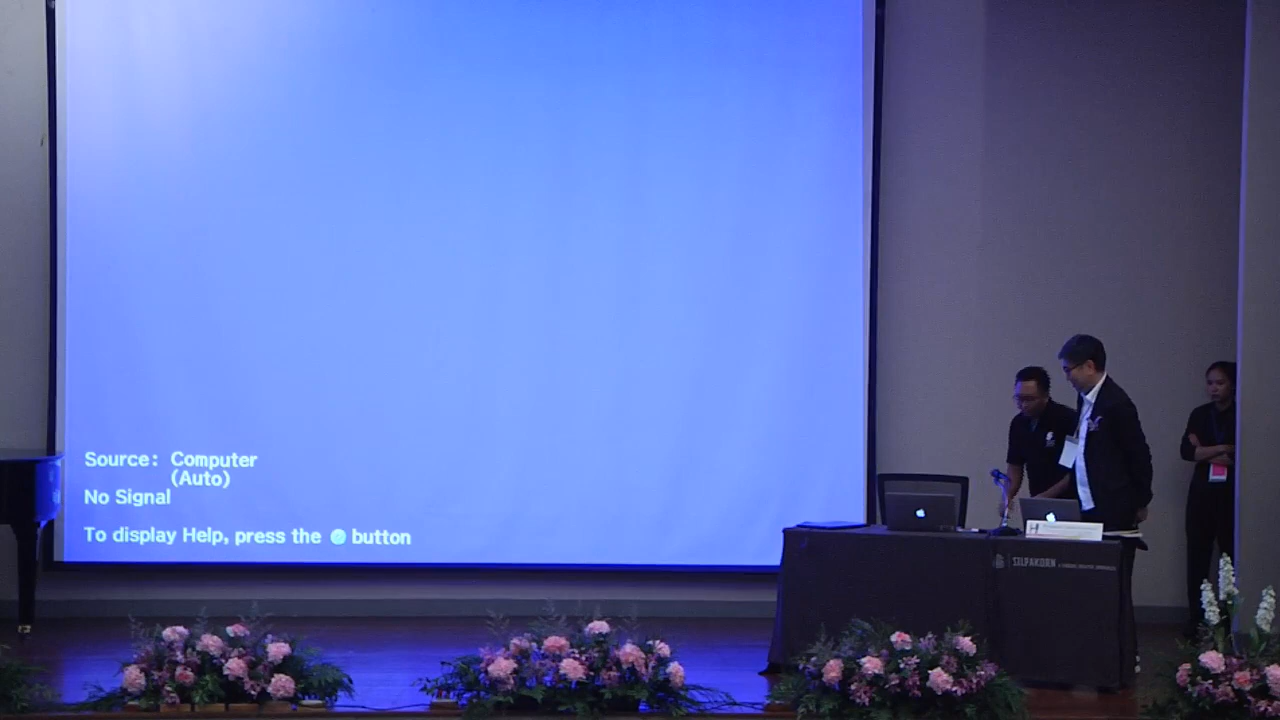 Source: Computer
(Auto)
No Signal
To display Help, press the button
SILPAKORN